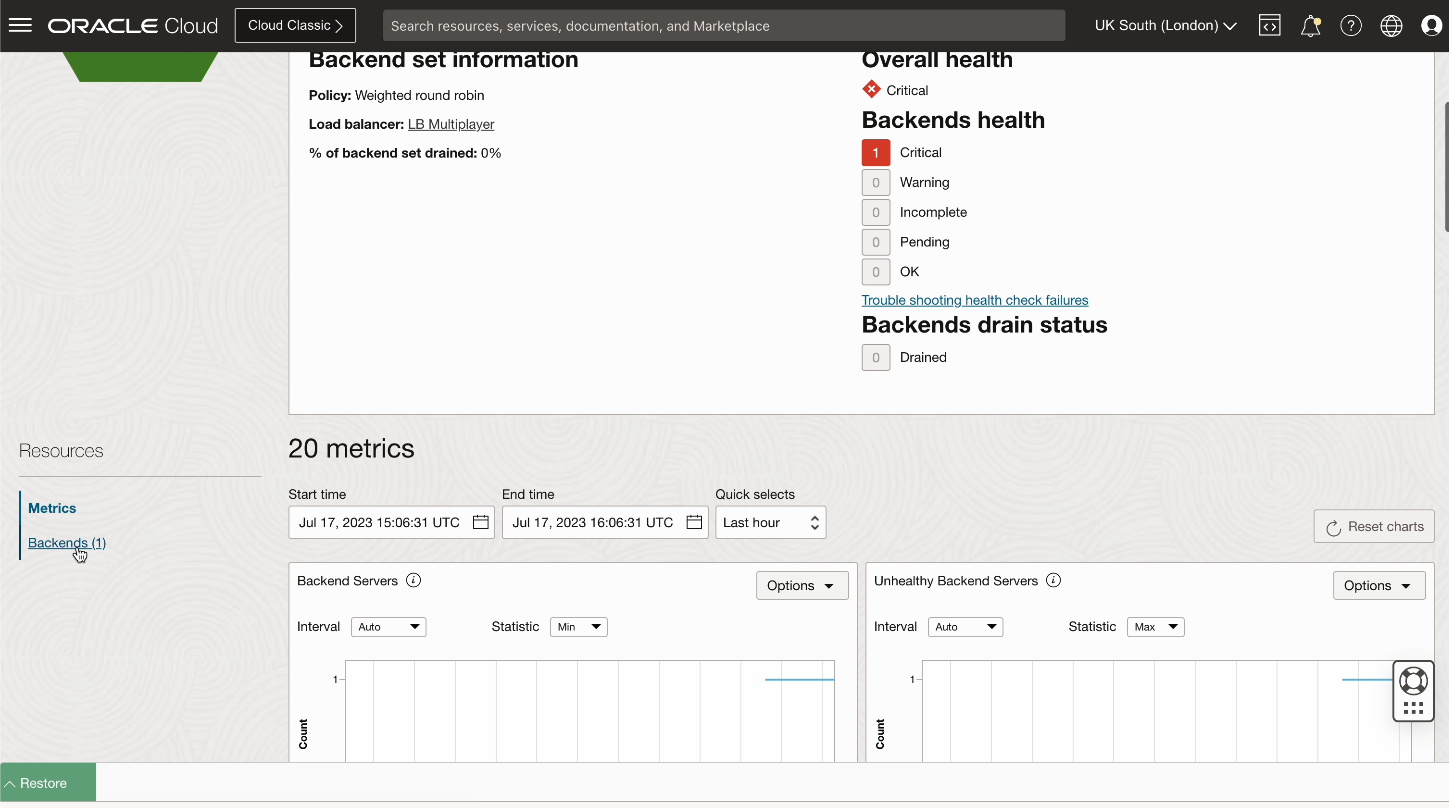 ORACLE Cloud
Cloud Classic
Search resources, services, documentation, and Marketplace
UK South (London)
Backend set information
Policy: Weighted round robin
Load balancer: LB Multiplayer
% of backend set drained: 0%
Overall health
Critical
Backends health
1 Critical
0 Warning
0 Incomplete
0 Pending
0 OK
Trouble shooting health check failures
Backends drain status
0 Drained
Resources
Metrics
Backends (1)
20 metrics
Start time
End time
Quick selects
Jul 17, 2023 15:06:31 UTC
Jul 17, 2023 16:06:31 UTC
Last hour
Reset charts
Backend Servers
Options
Interval Auto
Statistic Min
1
Count
Unhealthy Backend Servers
Options
Interval Auto
Statistic Max
1
Count
Restore